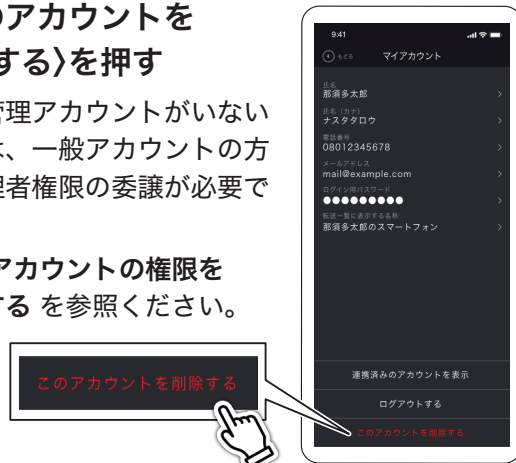 のアカウントを
する〉を押す
管理アカウントがいない
は、一般アカウントの方
理者権限の委譲が必要で
アカウントの権限を
する を参照ください。
このアカウントを削除する
9:41
もどる マイアカウント
氏名
那須多太郎
氏名（カナ）
ナスタタロウ
電話番号
08012345678
メールアドレス
mail@example.com
ログイン用パスワード
●●●●●●●●●
転送一覧に表示する名称
那須多太郎のスマートフォン
連携済みのアカウントを表示
ログアウトする
このアカウントを削除する